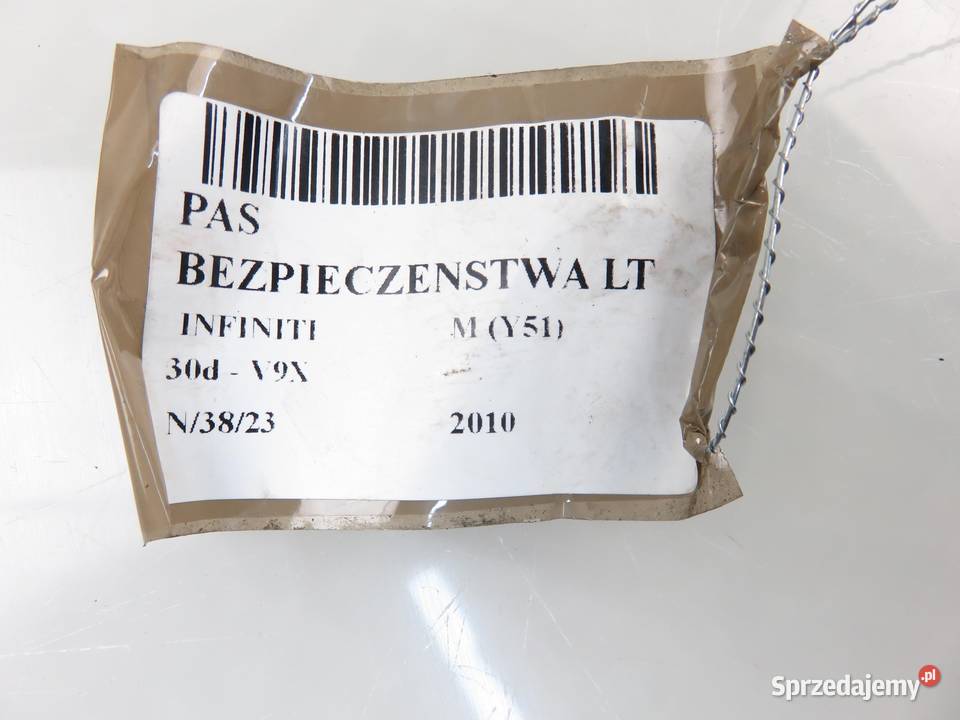 PAS
BEZPIECZENSTWA LT
INFINITI M (Y51)
30d - V9X
N/38/23 2010
Sprzedajemy.pl